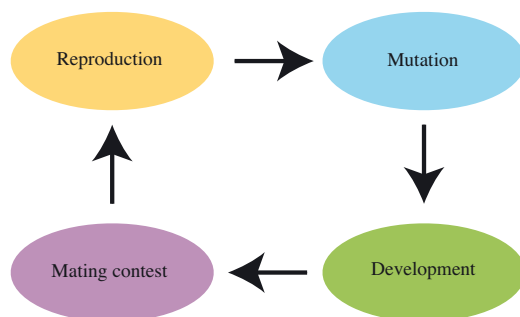 Reproduction
Mutation
Mating contest
Development